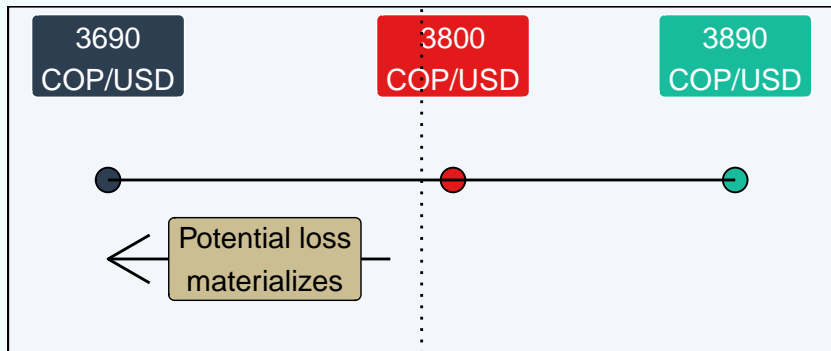 3690
COP/USD
3800
COP/USD
3890
COP/USD
Potential loss
materializes